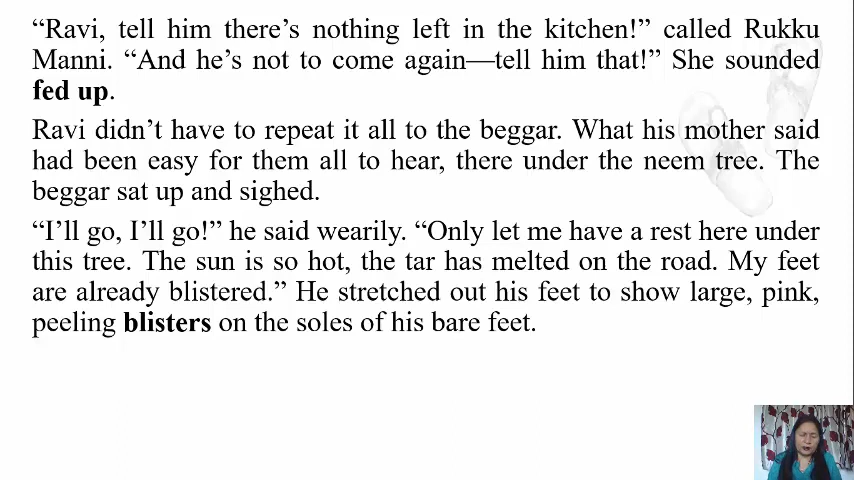 “Ravi, tell him there’s nothing left in the kitchen!” called Rukku
Manni. “And he’s not to come again—tell him that!” She sounded
fed up.
Ravi didn’t have to repeat it all to the beggar. What his mother said
had been easy for them all to hear, there under the neem tree. The
beggar sat up and sighed.
“I’ll go, I’ll go!” he said wearily. “Only let me have a rest here under
this tree. The sun is so hot, the tar has melted on the road. My feet
are already blistered.” He stretched out his feet to show large, pink,
peeling blisters on the soles of his bare feet.